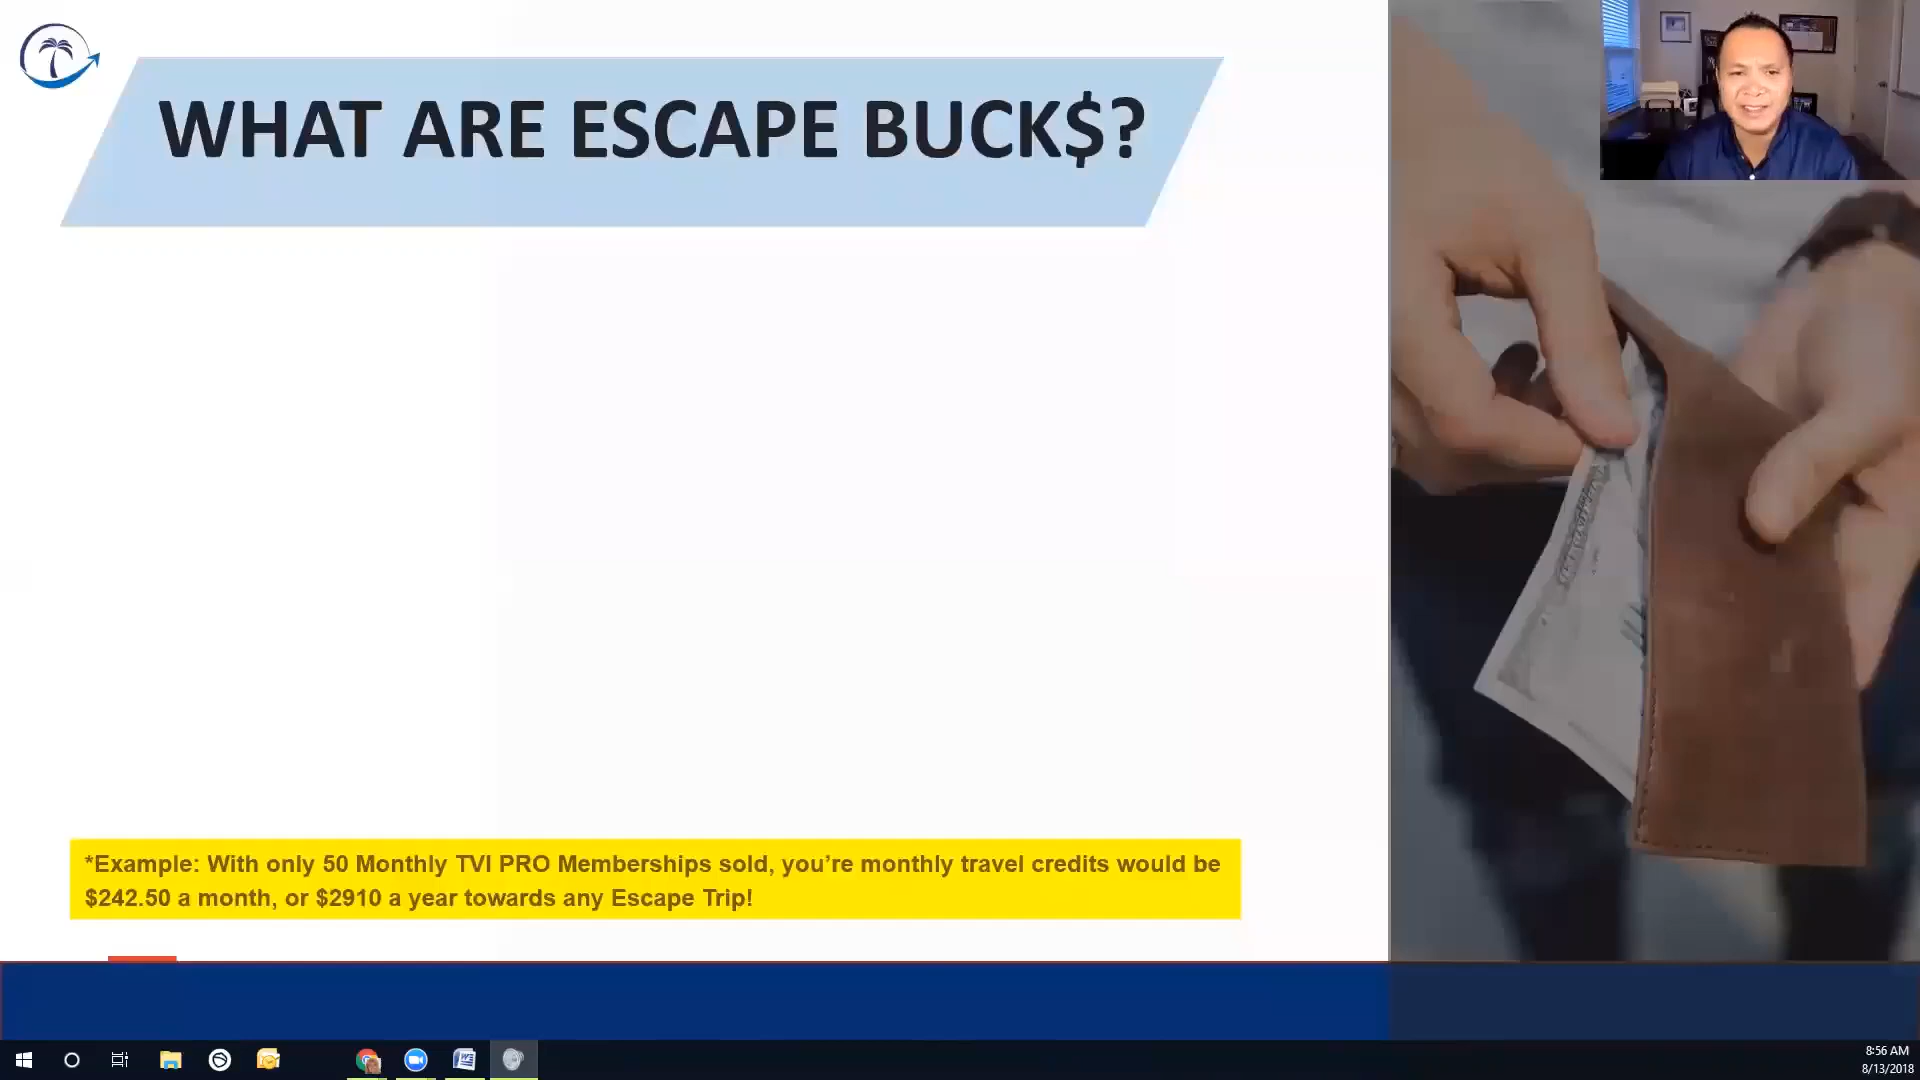 WHAT ARE ESCAPE BUCK$?
*Example: With only 50 Monthly TVI PRO Memberships sold, you’re monthly travel credits would be
$242.50 a month, or $2910 a year towards any Escape Trip!
8:56 AM
8/13/2018